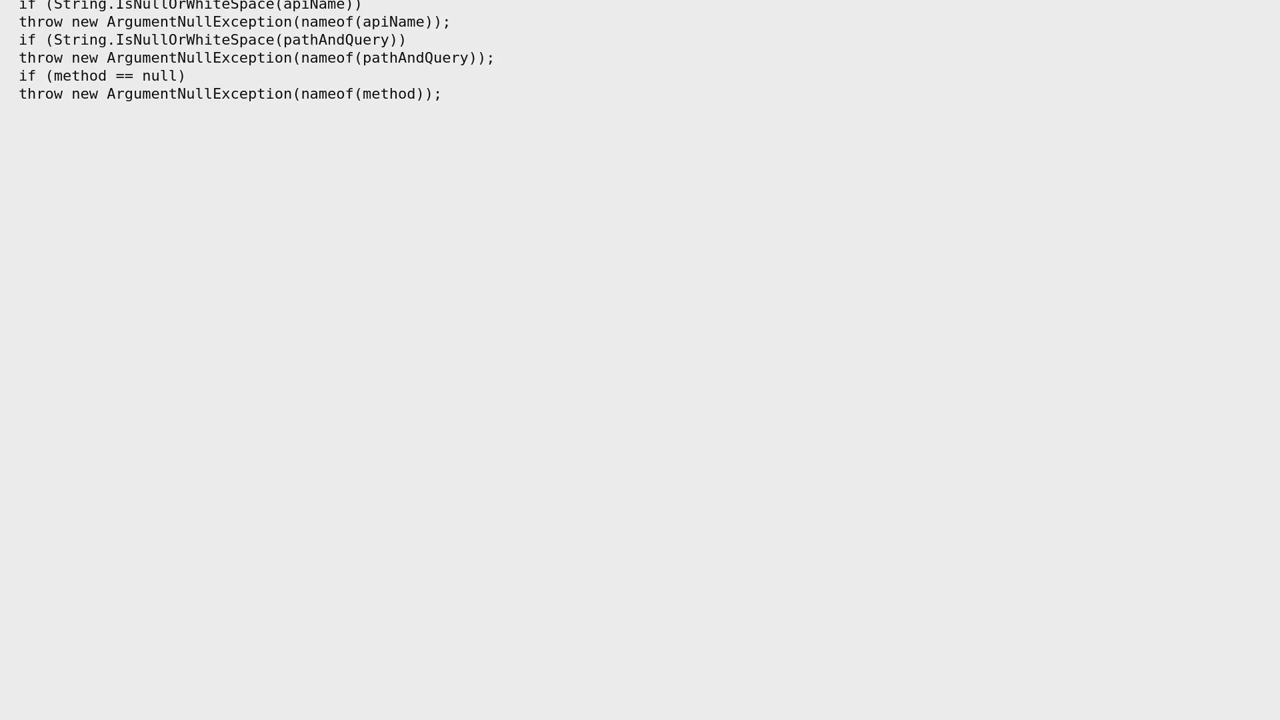 if (String.IsNullOrWhiteSpace(apiName))
throw new ArgumentNullException(nameof(apiName));
if (String.IsNullOrWhiteSpace(pathAndQuery))
throw new ArgumentNullException(nameof(pathAndQuery));
if (method == null)
throw new ArgumentNullException(nameof(method));